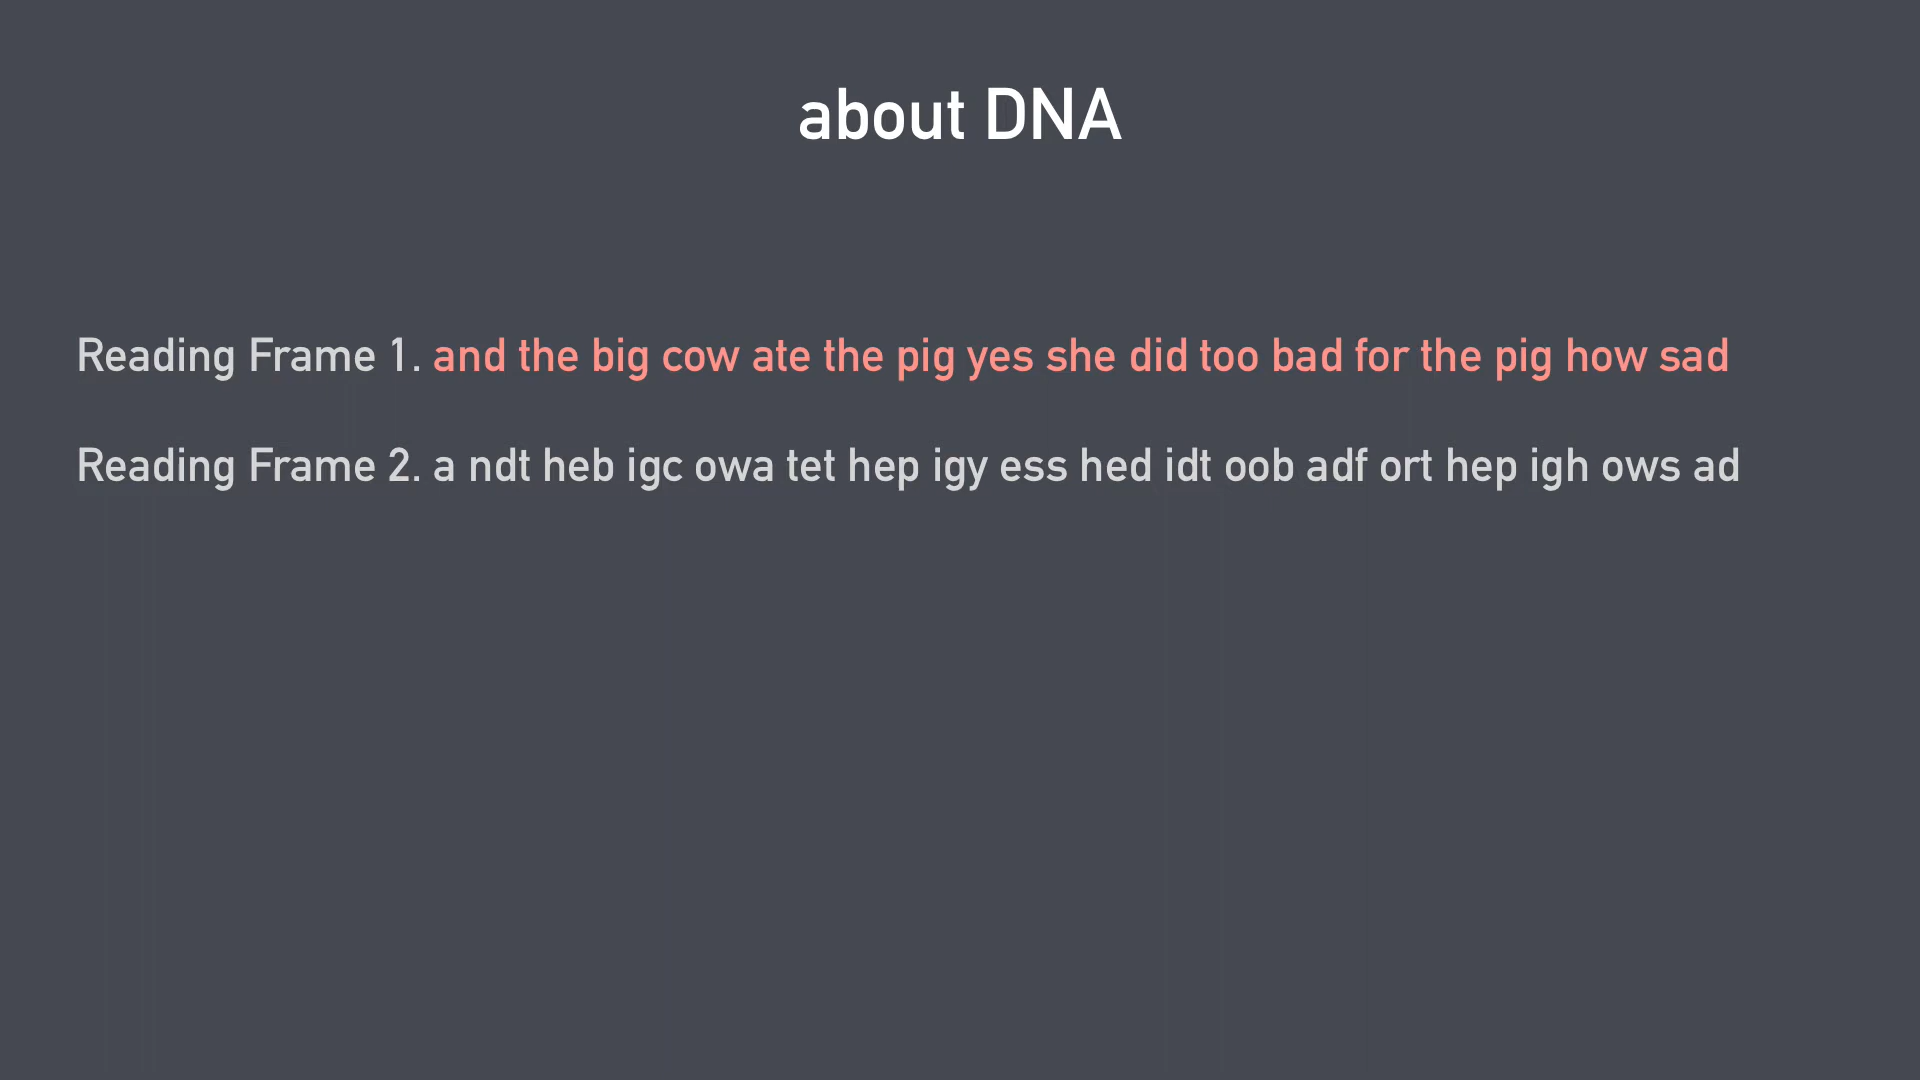 about DNA
Reading Frame 1. and the big cow ate the pig yes she did too bad for the pig how sad
Reading Frame 2. a ndt heb igc owa tet hep igy ess hed idt oob adf ort hep igh ows ad